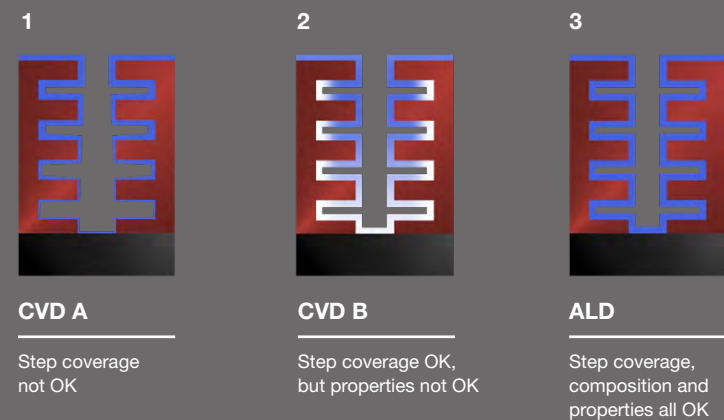 1
CVD A
Step coverage
not OK
2
CVD B
Step coverage OK,
but properties not OK
3
ALD
Step coverage,
composition and
properties all OK